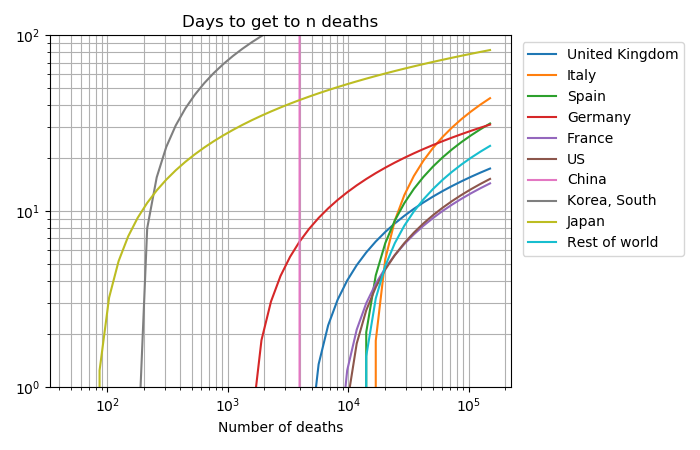 Days to get to n deaths
10²
10¹
10⁰
10²
10³
10⁴
10⁵
Number of deaths
United Kingdom
Italy
Spain
Germany
France
US
China
Korea, South
Japan
Rest of world